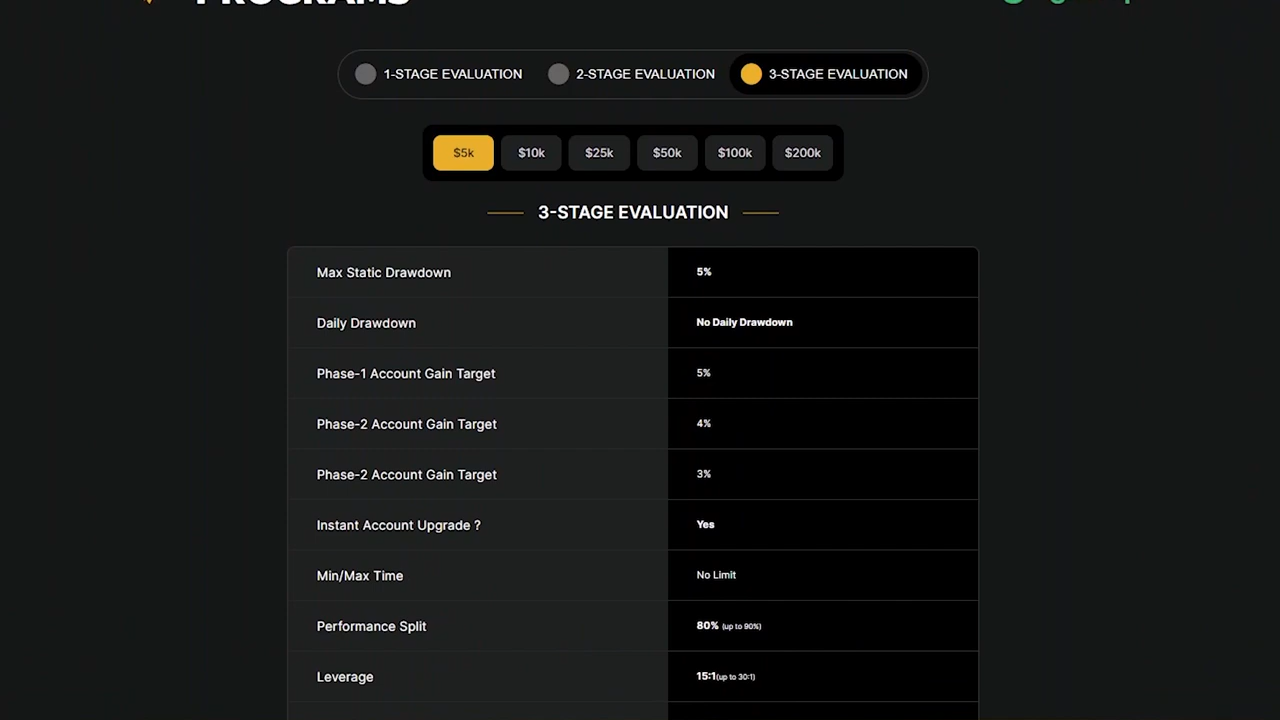 PROGRAMS
1-STAGE EVALUATION 2-STAGE EVALUATION 3-STAGE EVALUATION
$5k $10k $25k $50k $100k $200k
3-STAGE EVALUATION
Max Static Drawdown 5%
Daily Drawdown No Daily Drawdown
Phase-1 Account Gain Target 5%
Phase-2 Account Gain Target 4%
Phase-2 Account Gain Target 3%
Instant Account Upgrade ? Yes
Min/Max Time No Limit
Performance Split 80% (up to 90%)
Leverage 15:1(up to 30:1)